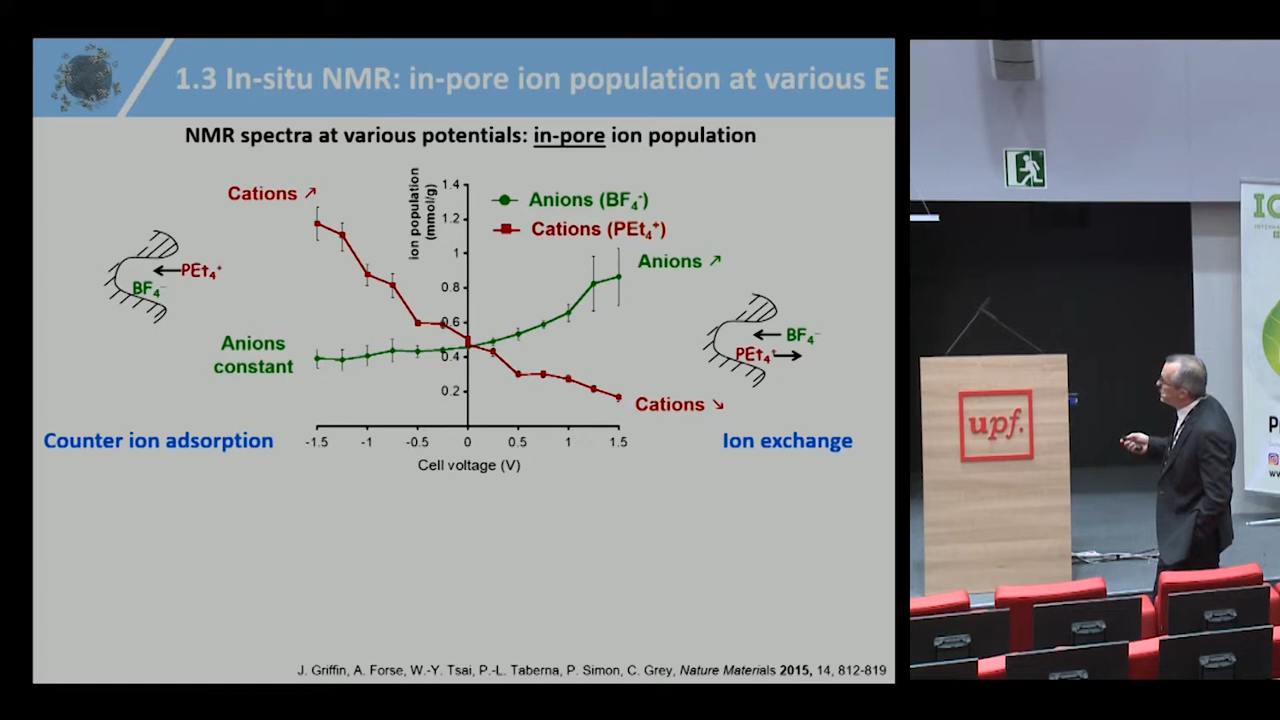 1.3 In-situ NMR: in-pore ion population at various E
NMR spectra at various potentials: in-pore ion population
Cations ↗
ion population
(mmol/g)
1.4
1.2
1
0.8
0.6
0.4
0.2
Anions (BF₄⁻)
Cations (PEt₄⁺)
Anions ↗
PEt₄⁺
BF₄⁻
BF₄⁻
PEt₄⁺
Anions
constant
Cations ↘
Counter ion adsorption
-1.5 -1 -0.5 0 0.5 1 1.5
Ion exchange
Cell voltage (V)
J. Griffin, A. Forse, W.-Y. Tsai, P.-L. Taberna, P. Simon, C. Grey, Nature Materials 2015, 14, 812-819
upf.